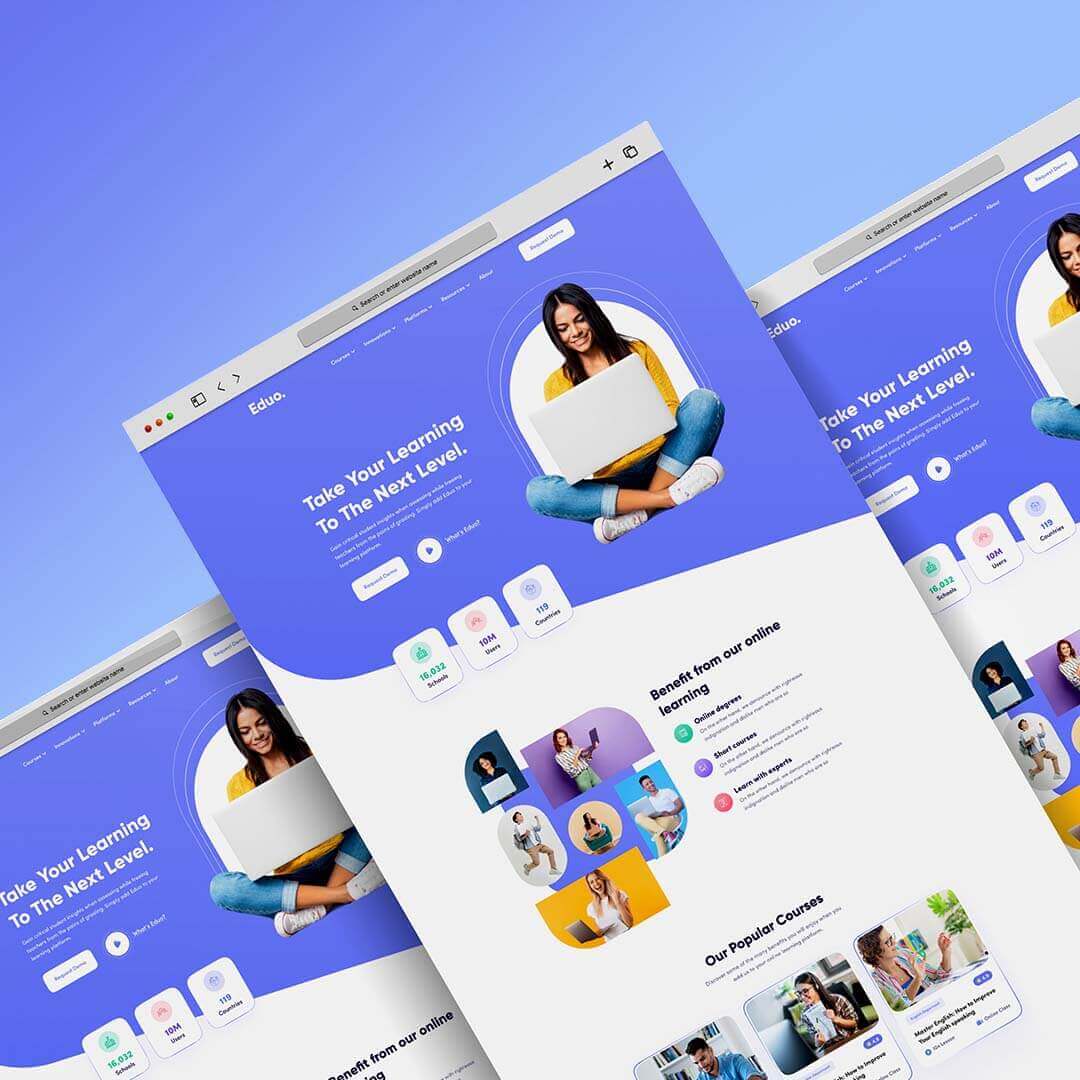 Search or enter website name
Eduo.
Courses
Innovations
Platforms
Resources
About
Request Demo
Take Your Learning
To The Next Level.
Gain critical student insights when assessing while freeing
teachers from the pains of grading. Simply add Eduo to your
learning platform.
Request Demo
What's Eduo?
16,032
Schools
10M
Users
119
Countries
Benefit from our online
learning
Online degrees
On the other hand, we denounce with righteous
indignation and dislike men who are so
Short courses
On the other hand, we denounce with righteous
indignation and dislike men who are so
Learn with experts
On the other hand, we denounce with righteous
indignation and dislike men who are so
Our Popular Courses
Discover some of the many benefits you will enjoy when you
add us to your online learning platform.
How to Improve
speaking
4.8
English
Master English: How to Improve
Your English speaking
10+ Lesson
Online Class
4.8
Search or enter website name
Courses
Innovations
Platforms
Resources
About
Request Demo
Take Your Learning
To The Next Level.
Gain critical student insights when assessing while freeing
teachers from the pains of grading. Simply add Eduo to your
learning platform.
Request Demo
What's Eduo?
16,032
Schools
10M
Users
119
Countries
Benefit from our online
Search or enter website name
Eduo.
Courses
Innovations
Platforms
Resources
About
Request Demo
Take Your Learning
To The Next Level.
Gain critical student insights when assessing while freeing
teachers from the pains of grading. Simply add Eduo to your
learning platform.
Request Demo
What's Eduo?
16,032
Schools
10M
Users
119
Countries